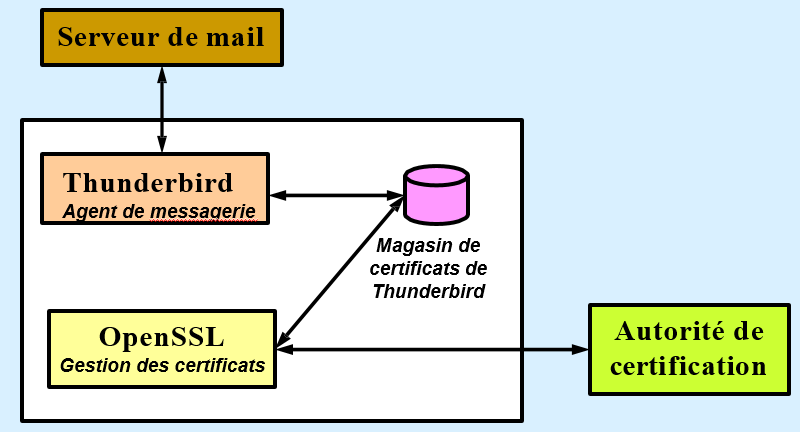 Serveur de mail
Thunderbird
Agent de messagerie
Magasin de
certificats de
Thunderbird
OpenSSL
Gestion des certificats
Autorité de
certification